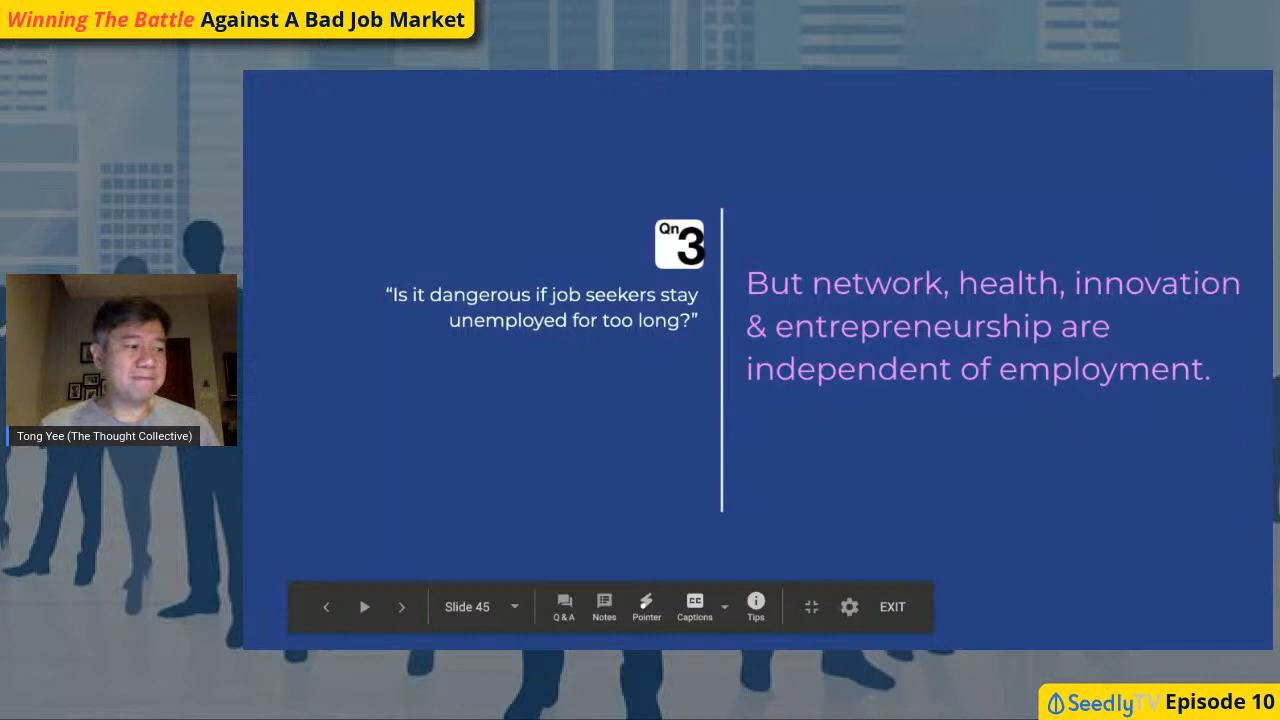 Winning The Battle Against A Bad Job Market
Qn 3
“Is it dangerous if job seekers stay
unemployed for too long?”
But network, health, innovation
& entrepreneurship are
independent of employment.
Tong Yee (The Thought Collective)
Slide 45
Q & A
Notes
Pointer
CC
Captions
Tips
EXIT
SeedlyTV Episode 10